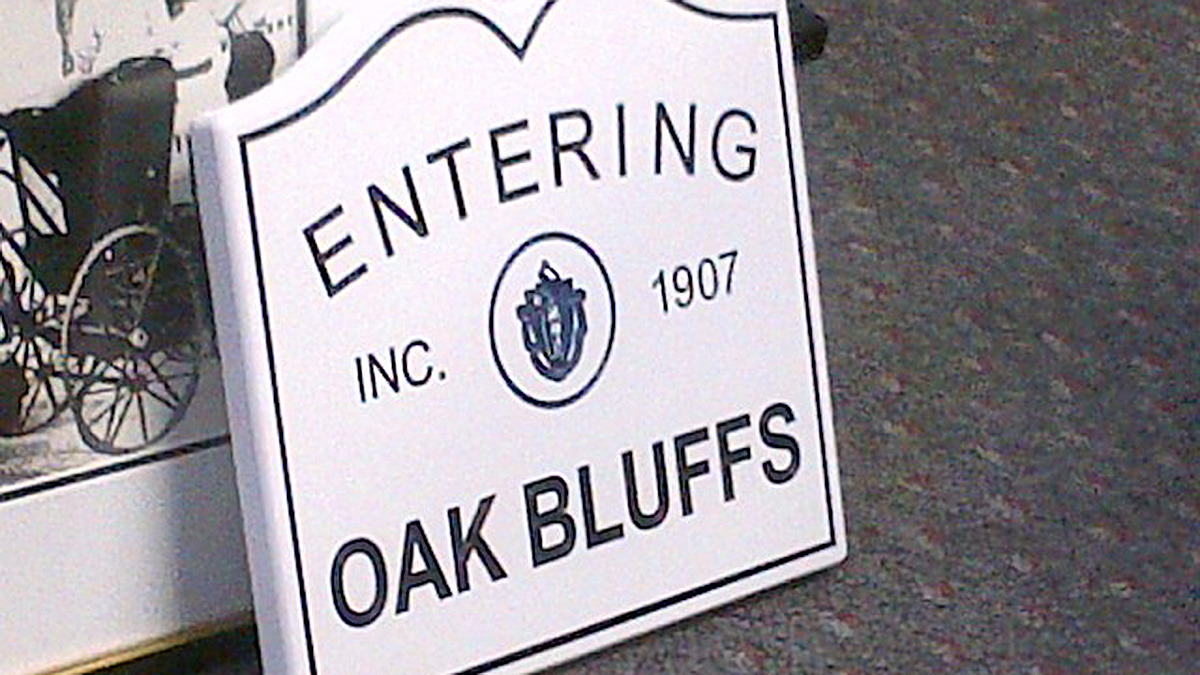 ENTERING
INC. 1907
OAK BLUFFS